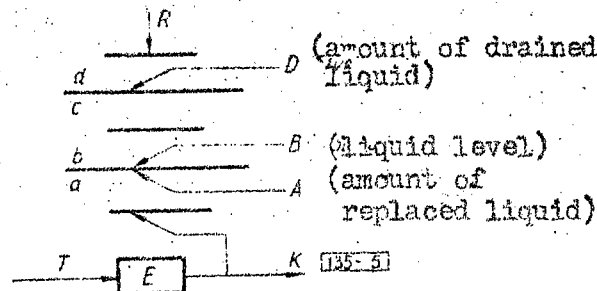 R
d
D (amount of drained
liquid)
c
b
B (liquid level)
a
A (amount of
replaced liquid)
T
E
K
135-5